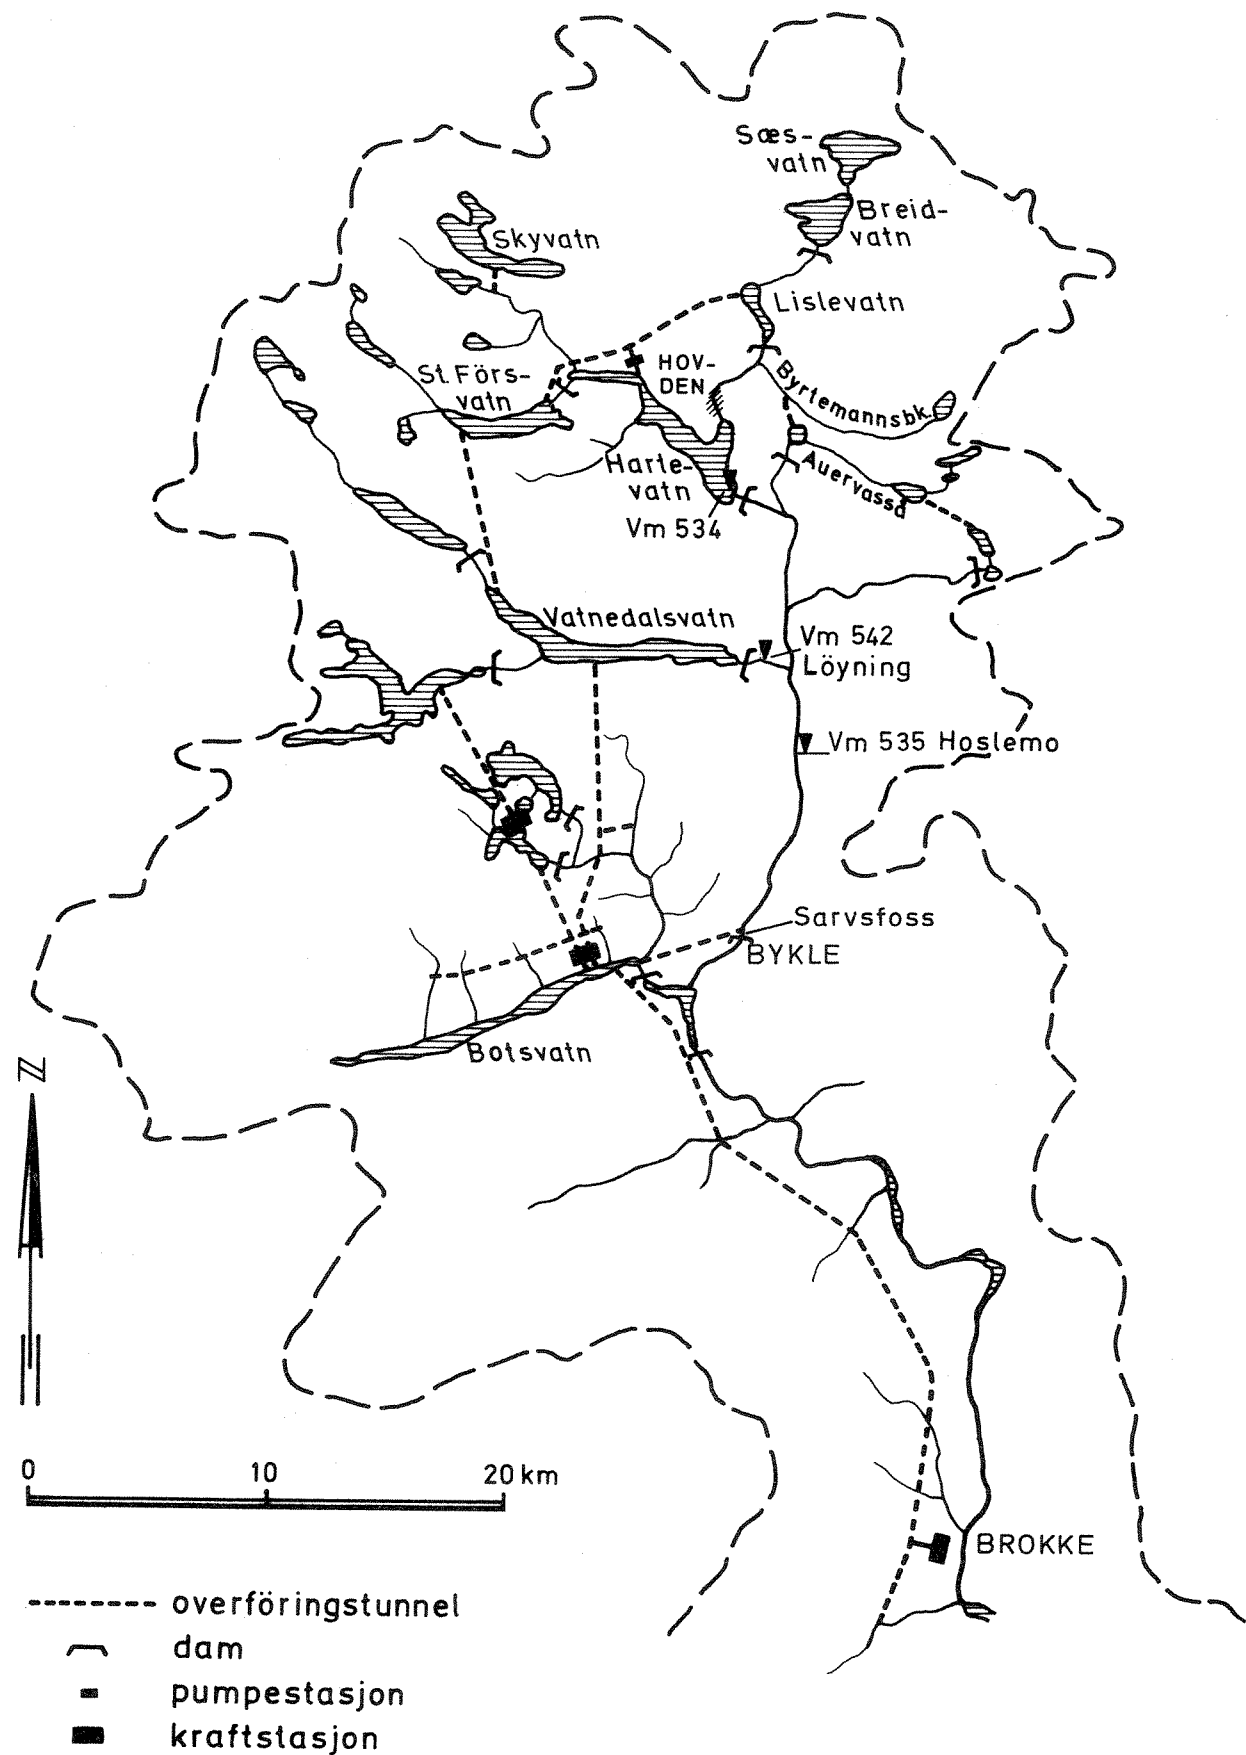 Sæs-
vatn
Breid-
vatn
Skyvatn
Lislevatn
HOV-
DEN
St. Förs-
vatn
Byrtemannsbk.
Harte-
vatn
Auervasså
Vm 534
Vatnedalsvatn
Vm 542
Löyning
Vm 535 Hoslemo
Sarvsfoss
BYKLE
Botsvatn
N
0 10 20 km
BROKKE
overföringstunnel
dam
pumpestasjon
kraftstasjon